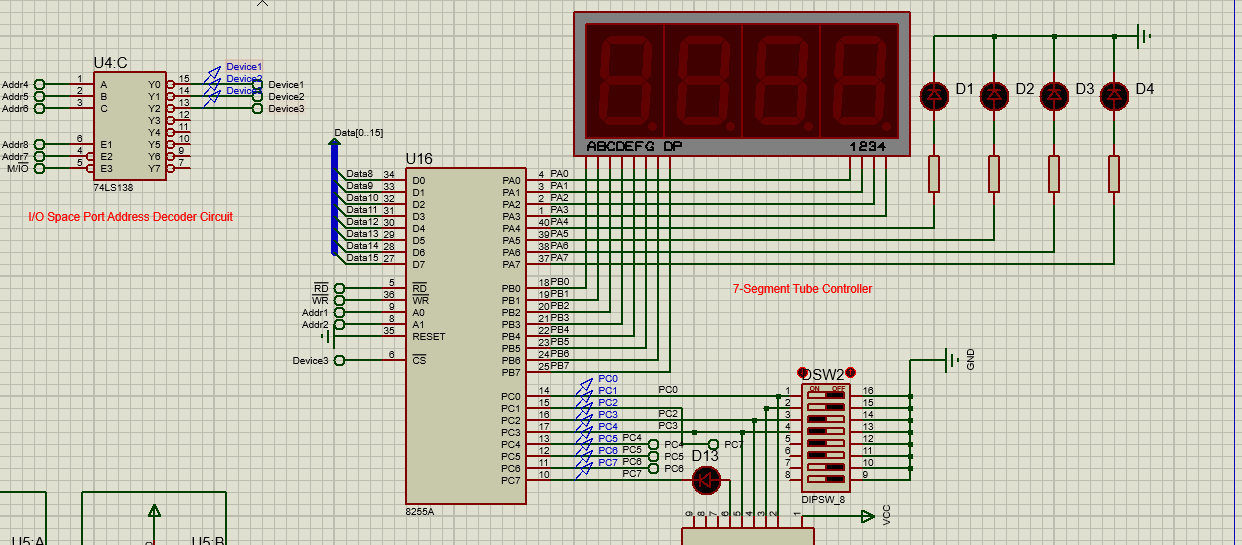 U4:C
Addr4 1 A Y0 15 Device1 Device1
Addr5 2 B Y1 14 Device2 Device2
Addr6 3 C Y2 13 Device3
Y3 12
Y4 11
Addr8 6 E1 Y5 10
Addr7 4 E2 Y6 9
M/IO 5 E3 Y7 7
74LS138
I/O Space Port Address Decoder Circuit
Data[0..15]
U16
Data8 34 D0 PA0 4 PA0
Data9 33 D1 PA1 3 PA1
Data10 32 D2 PA2 2 PA2
Data11 31 D3 PA3 1 PA3
Data12 30 D4 PA4 40 PA4
Data13 29 D5 PA5 39 PA5
Data14 28 D6 PA6 38 PA6
Data15 27 D7 PA7 37 PA7
RD 5 RD PB0 18 PB0
WR 36 WR PB1 19 PB1
Addr1 9 A0 PB2 20 PB2
Addr2 8 A1 PB3 21 PB3
35 RESET PB4 22 PB4
PB5 23 PB5
Device3 6 CS PB6 24 PB6
PB7 25 PB7
PC0 14 PC0 PC0
PC1 15 PC1
PC2 16 PC2 PC2
PC3 17 PC3 PC3
PC4 13 PC4 PC4 PC4 PC7
PC5 12 PC5 PC5 PC5
PC6 11 PC6 PC6 PC6
PC7 10 PC7 PC7
8255A
ABCDEFG DP 1234
D1 D2 D3 D4
7-Segment Tube Controller
GND
DSW2
ON OFF
1 16
2 15
3 14
4 13
5 12
6 11
7 10
8 9
DIPSW_8
D13
9 8 7 6 5 4 3 2 1
VCC
U5:A
U5:B